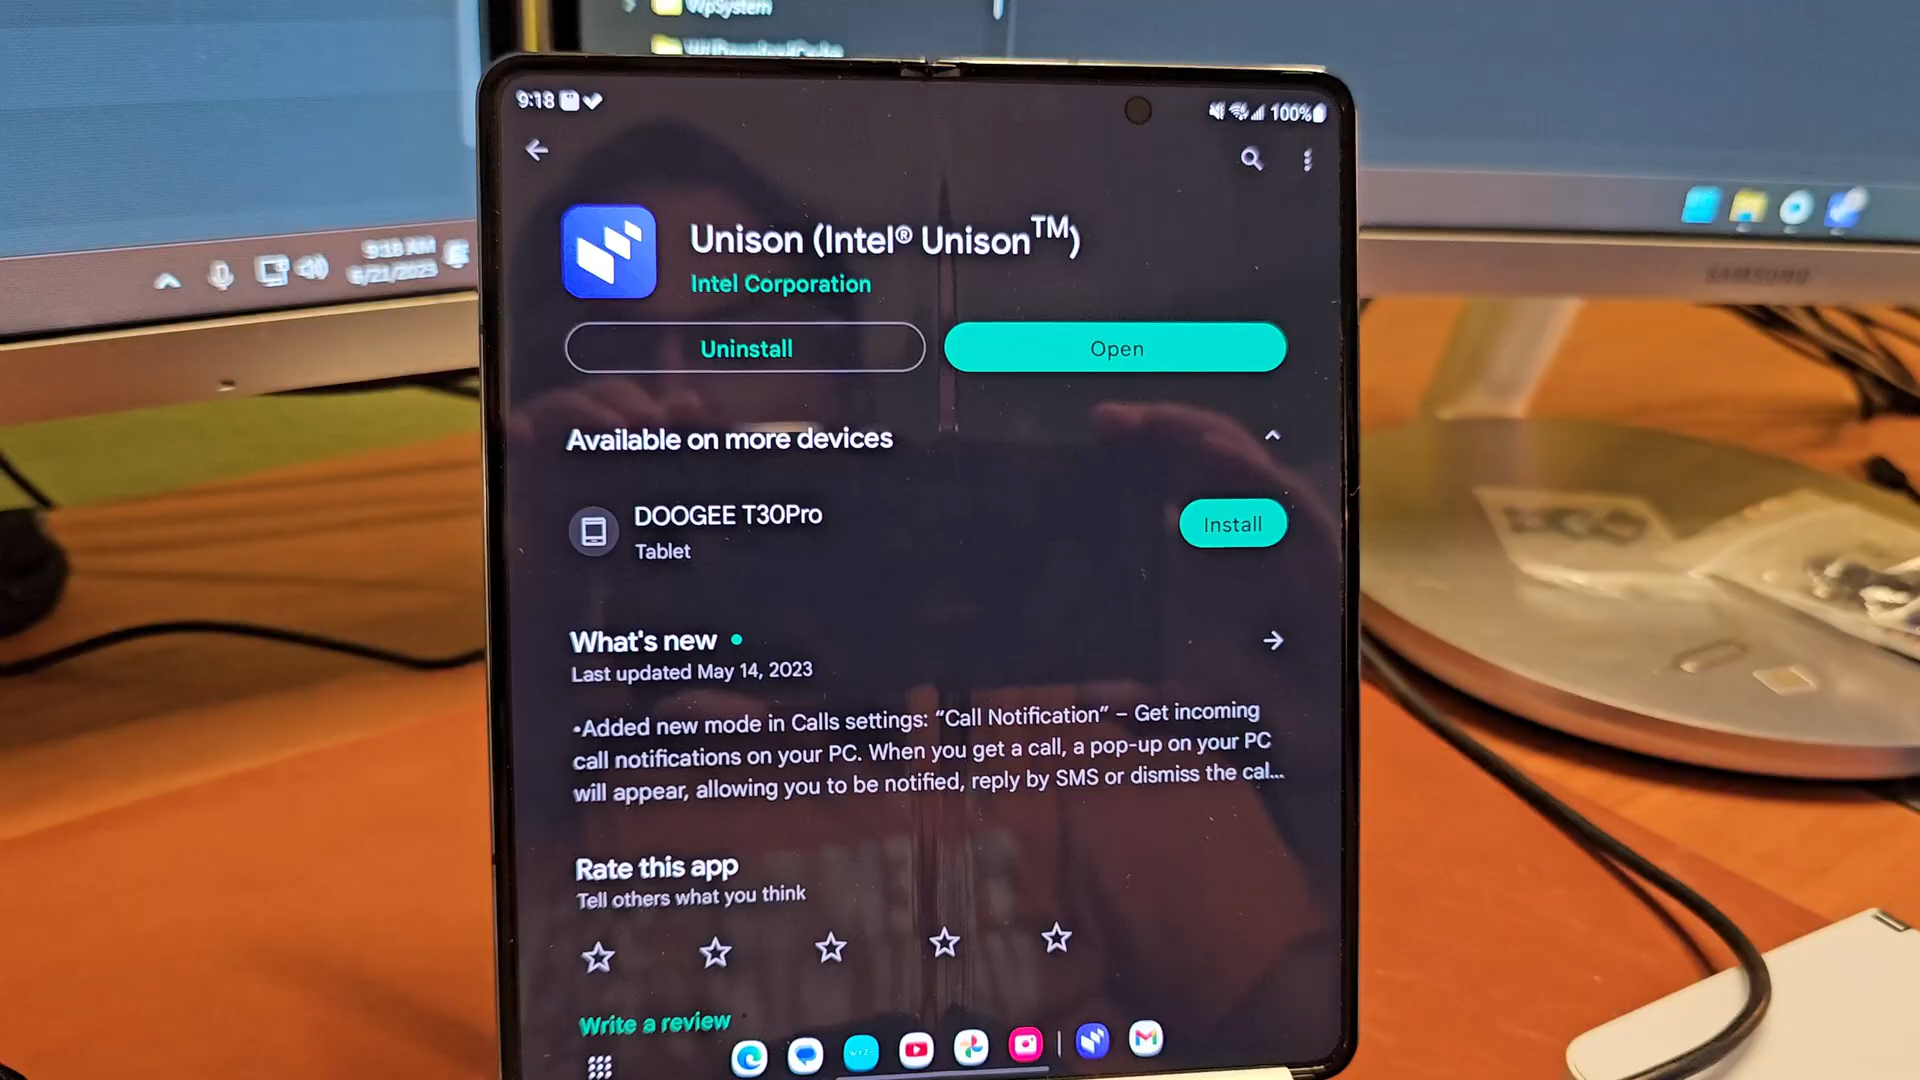 WpSystem
9:18
100%
Unison (Intel® Unison™)
Intel Corporation
Uninstall
Open
Available on more devices
DOOGEE T30Pro
Tablet
Install
What's new
Last updated May 14, 2023
•Added new mode in Calls settings: “Call Notification” – Get incoming
call notifications on your PC. When you get a call, a pop-up on your PC
will appear, allowing you to be notified, reply by SMS or dismiss the cal...
Rate this app
Tell others what you think
Write a review
9:18 AM
SAMSUNG